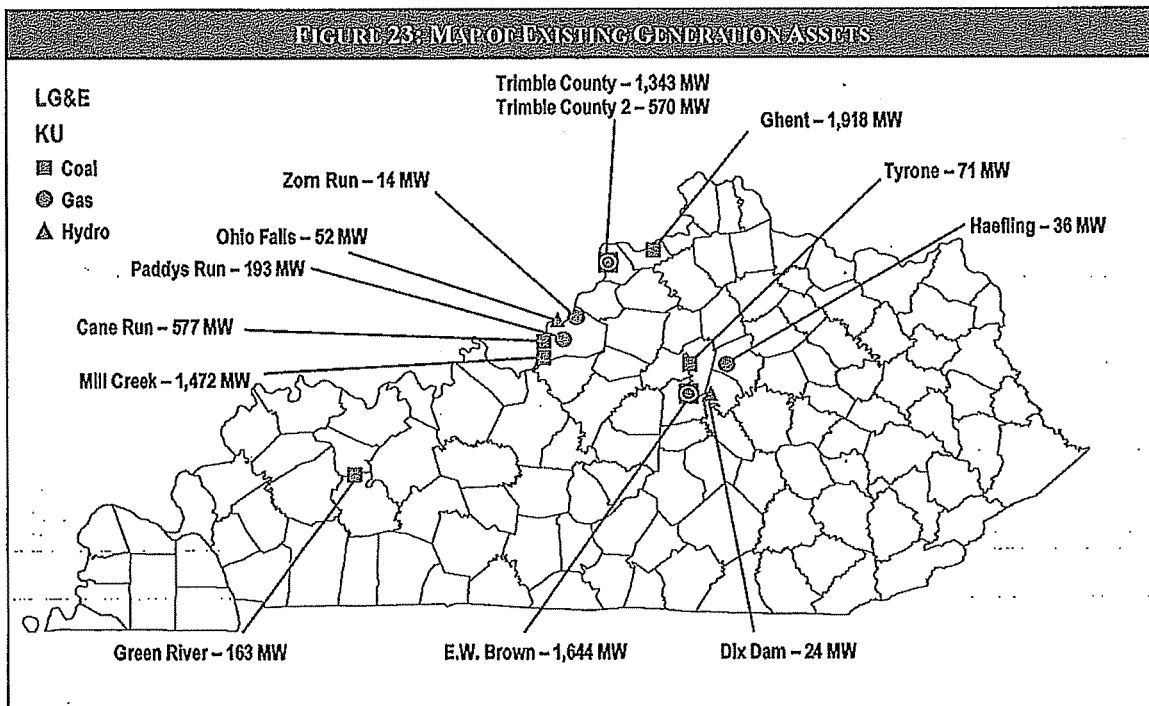 FIGURE 23: MAP OF EXISTING GENERATION ASSETS
LG&E
KU
Coal
Gas
Hydro
Trimble County – 1,343 MW
Trimble County 2 – 570 MW
Ghent – 1,918 MW
Zorn Run – 14 MW
Tyrone – 71 MW
Ohio Falls – 52 MW
Haefling – 36 MW
Paddys Run – 193 MW
Cane Run – 577 MW
Mill Creek – 1,472 MW
Green River – 163 MW
E.W. Brown – 1,644 MW
Dix Dam – 24 MW